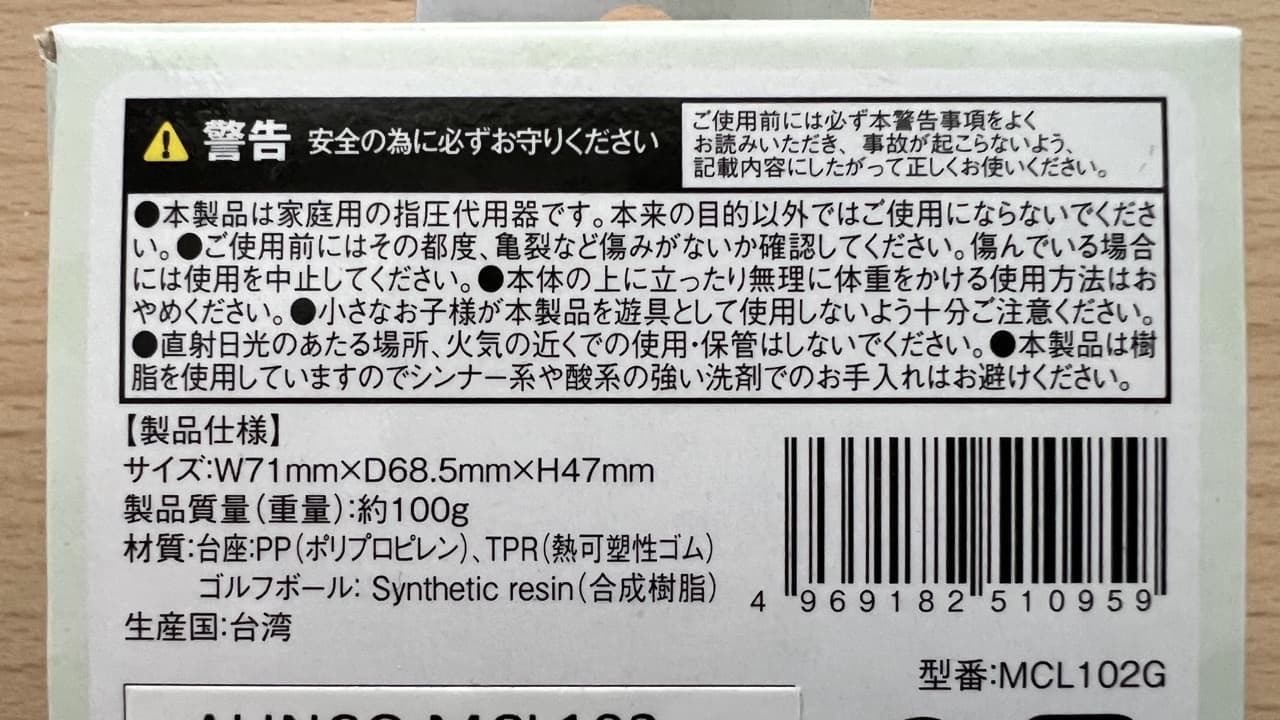 警告 安全の為に必ずお守りください
ご使用前には必ず本警告事項をよく
お読みいただき、事故が起こらないよう、
記載内容にしたがって正しくお使いください。
●本製品は家庭用の指圧代用器です。本来の目的以外ではご使用にならないでくださ
い。●ご使用前にはその都度、亀裂など傷みがないか確認してください。傷んでいる場合
には使用を中止してください。●本体の上に立ったり無理に体重をかける使用方法はお
やめください。●小さなお子様が本製品を遊具として使用しないよう十分ご注意ください。
●直射日光のあたる場所、火気の近くでの使用・保管はしないでください。●本製品は樹
脂を使用していますのでシンナー系や酸系の強い洗剤でのお手入れはお避けください。
【製品仕様】
サイズ:W71mm×D68.5mm×H47mm
製品質量(重量):約100g
材質:台座:PP(ポリプロピレン)、TPR(熱可塑性ゴム)
ゴルフボール: Synthetic resin(合成樹脂)
生産国:台湾
4 969182 510959
型番:MCL102G